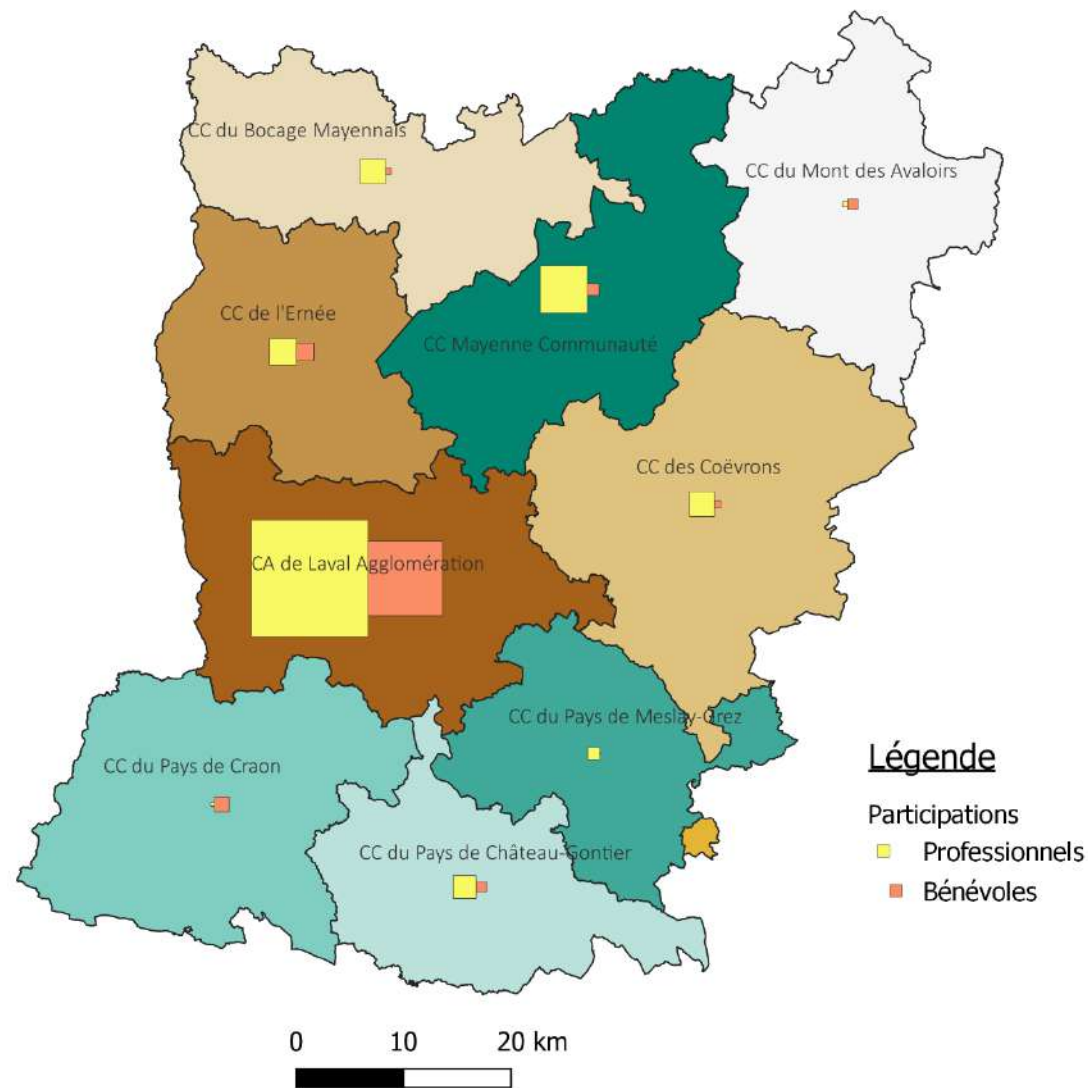 CC du Bocage Mayennais
CC du Mont des Avaloirs
CC de l'Ernée
CC Mayenne Communauté
CC des Coëvrons
CA de Laval Agglomération
CC du Pays de Meslay-Grez
CC du Pays de Craon
CC du Pays de Château-Gontier
Légende
Participations
Professionnels
Bénévoles
0 10 20 km